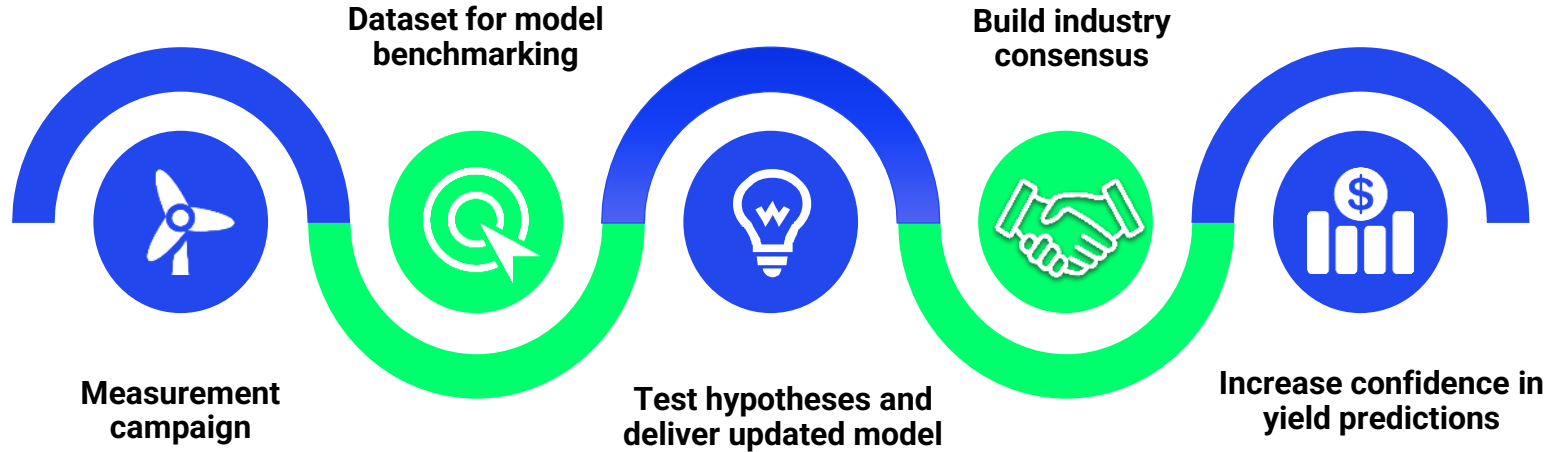 Measurement
campaign
Dataset for model
benchmarking
Test hypotheses and
deliver updated model
Build industry
consensus
$
Increase confidence in
yield predictions